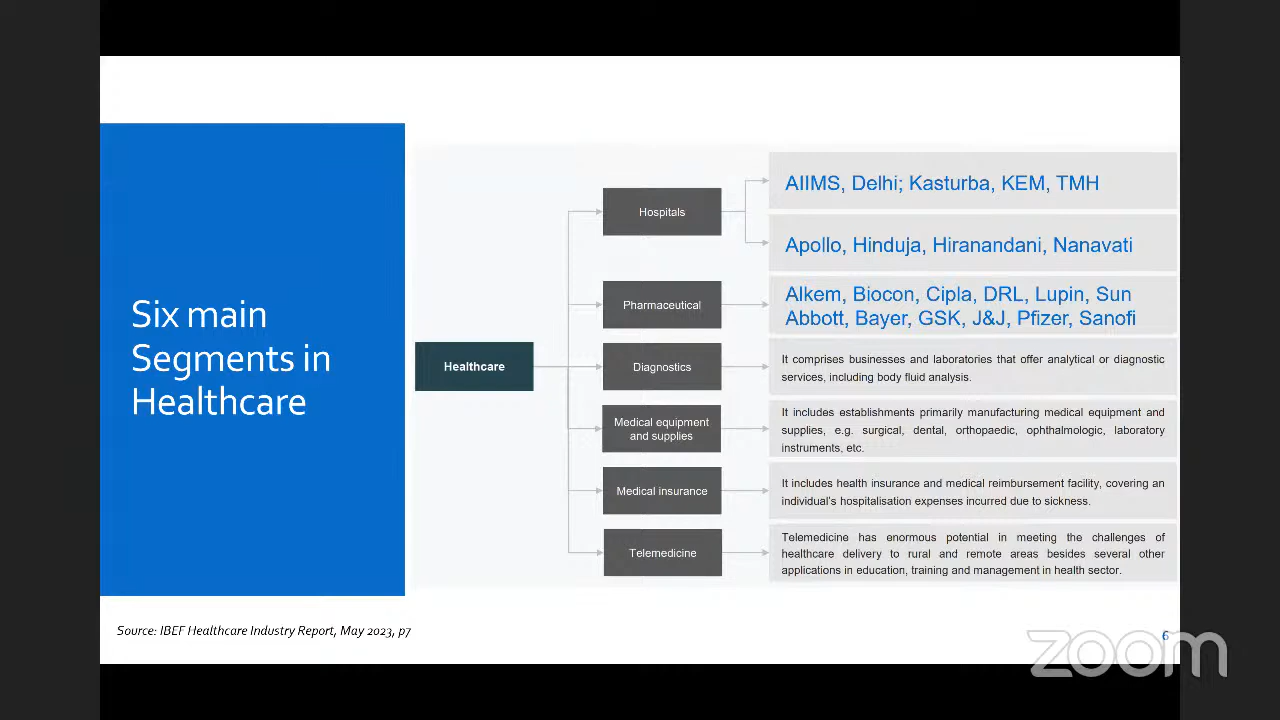 Six main
Segments in
Healthcare
Healthcare
Hospitals
AIIMS, Delhi; Kasturba, KEM, TMH
Apollo, Hinduja, Hiranandani, Nanavati
Pharmaceutical
Alkem, Biocon, Cipla, DRL, Lupin, Sun
Abbott, Bayer, GSK, J&J, Pfizer, Sanofi
Diagnostics
It comprises businesses and laboratories that offer analytical or diagnostic
services, including body fluid analysis.
Medical equipment
and supplies
It includes establishments primarily manufacturing medical equipment and
supplies, e.g. surgical, dental, orthopaedic, ophthalmologic, laboratory
instruments, etc.
Medical insurance
It includes health insurance and medical reimbursement facility, covering an
individual's hospitalisation expenses incurred due to sickness.
Telemedicine
Telemedicine has enormous potential in meeting the challenges of
healthcare delivery to rural and remote areas besides several other
applications in education, training and management in health sector.
Source: IBEF Healthcare Industry Report, May 2023, p7
6
zoom